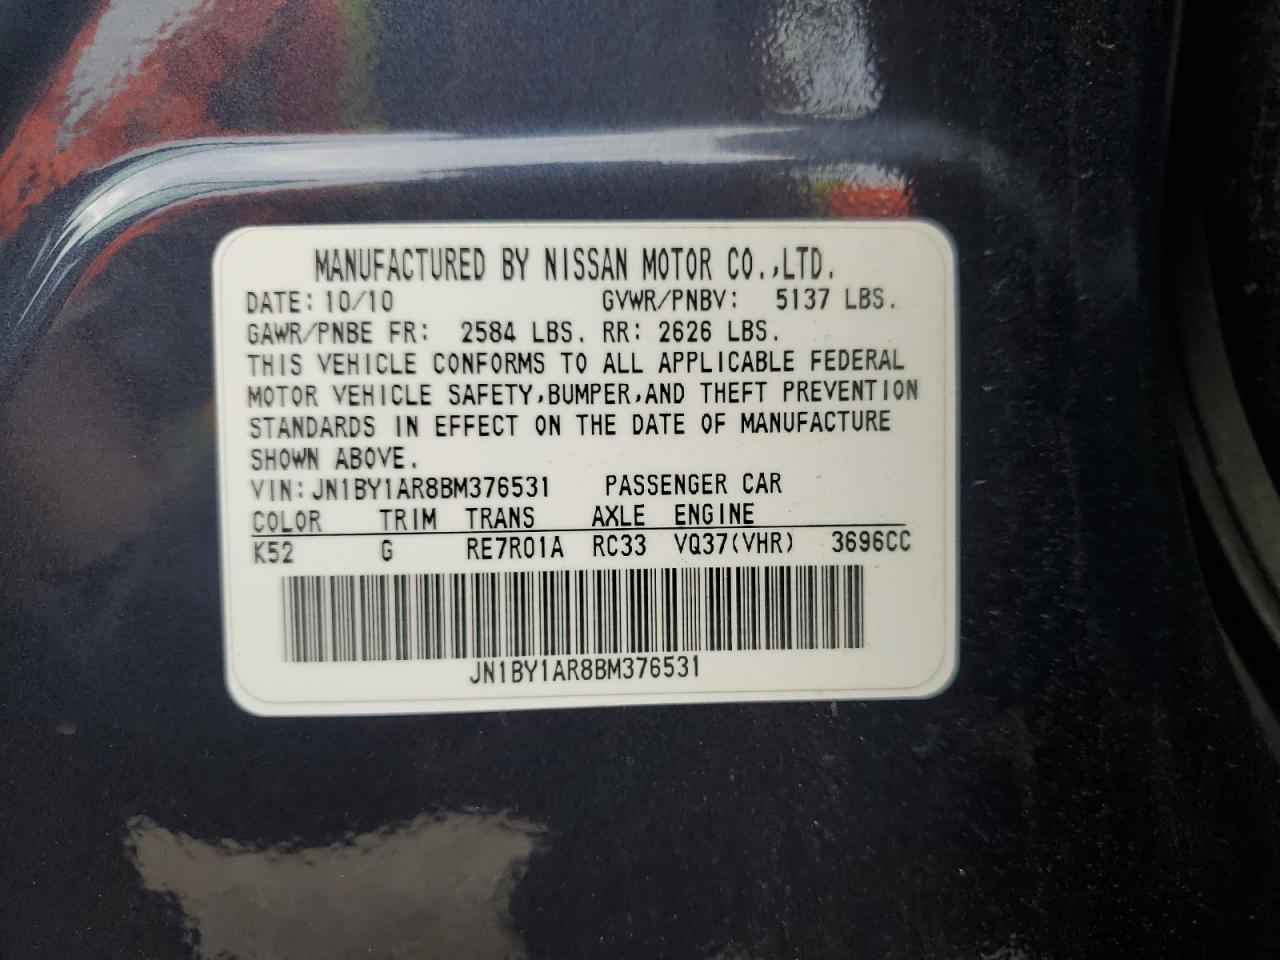 MANUFACTURED BY NISSAN MOTOR CO.,LTD.
DATE: 10/10 GVWR/PNBV: 5137 LBS.
GAWR/PNBE FR: 2584 LBS. RR: 2626 LBS.
THIS VEHICLE CONFORMS TO ALL APPLICABLE FEDERAL
MOTOR VEHICLE SAFETY,BUMPER,AND THEFT PREVENTION
STANDARDS IN EFFECT ON THE DATE OF MANUFACTURE
SHOWN ABOVE.
VIN: JN1BY1AR8BM376531 PASSENGER CAR
COLOR TRIM TRANS AXLE ENGINE
K52 G RE7R01A RC33 VQ37(VHR) 3696CC
JN1BY1AR8BM376531